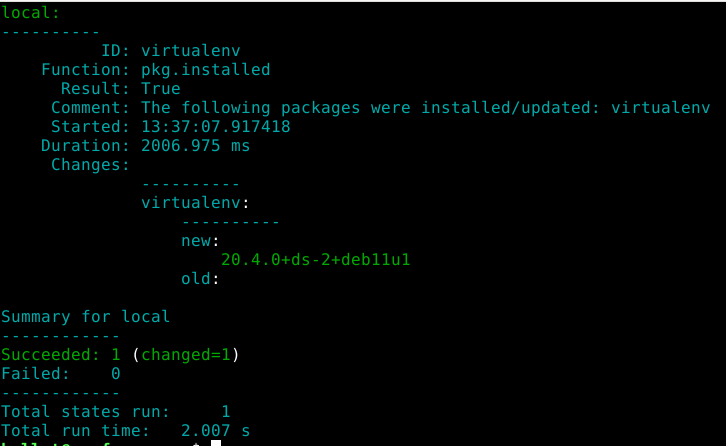 local:
----------
          ID: virtualenv
    Function: pkg.installed
      Result: True
     Comment: The following packages were installed/updated: virtualenv
     Started: 13:37:07.917418
    Duration: 2006.975 ms
     Changes:
              ----------
              virtualenv:
                  ----------
                  new:
                      20.4.0+ds-2+deb11u1
                  old:

Summary for local
------------
Succeeded: 1 (changed=1)
Failed:    0
------------
Total states run:     1
Total run time:   2.007 s